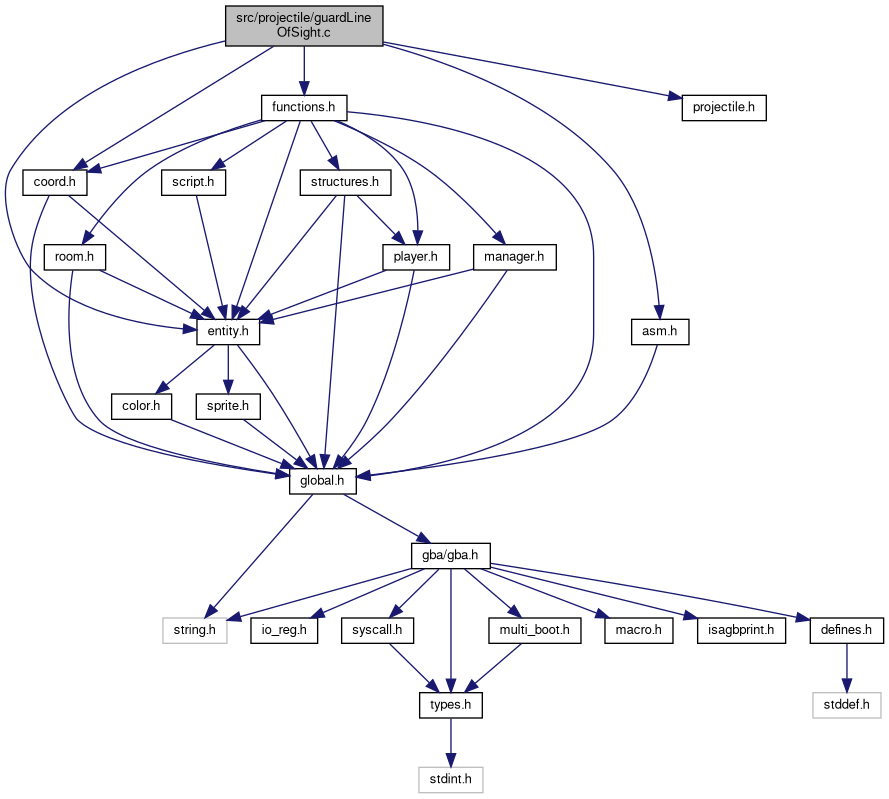 src/projectile/guardLine
OfSight.c
functions.h
projectile.h
coord.h
script.h
structures.h
room.h
player.h
manager.h
entity.h
asm.h
color.h
sprite.h
global.h
gba/gba.h
string.h
io_reg.h
syscall.h
multi_boot.h
macro.h
isagbprint.h
defines.h
types.h
stddef.h
stdint.h